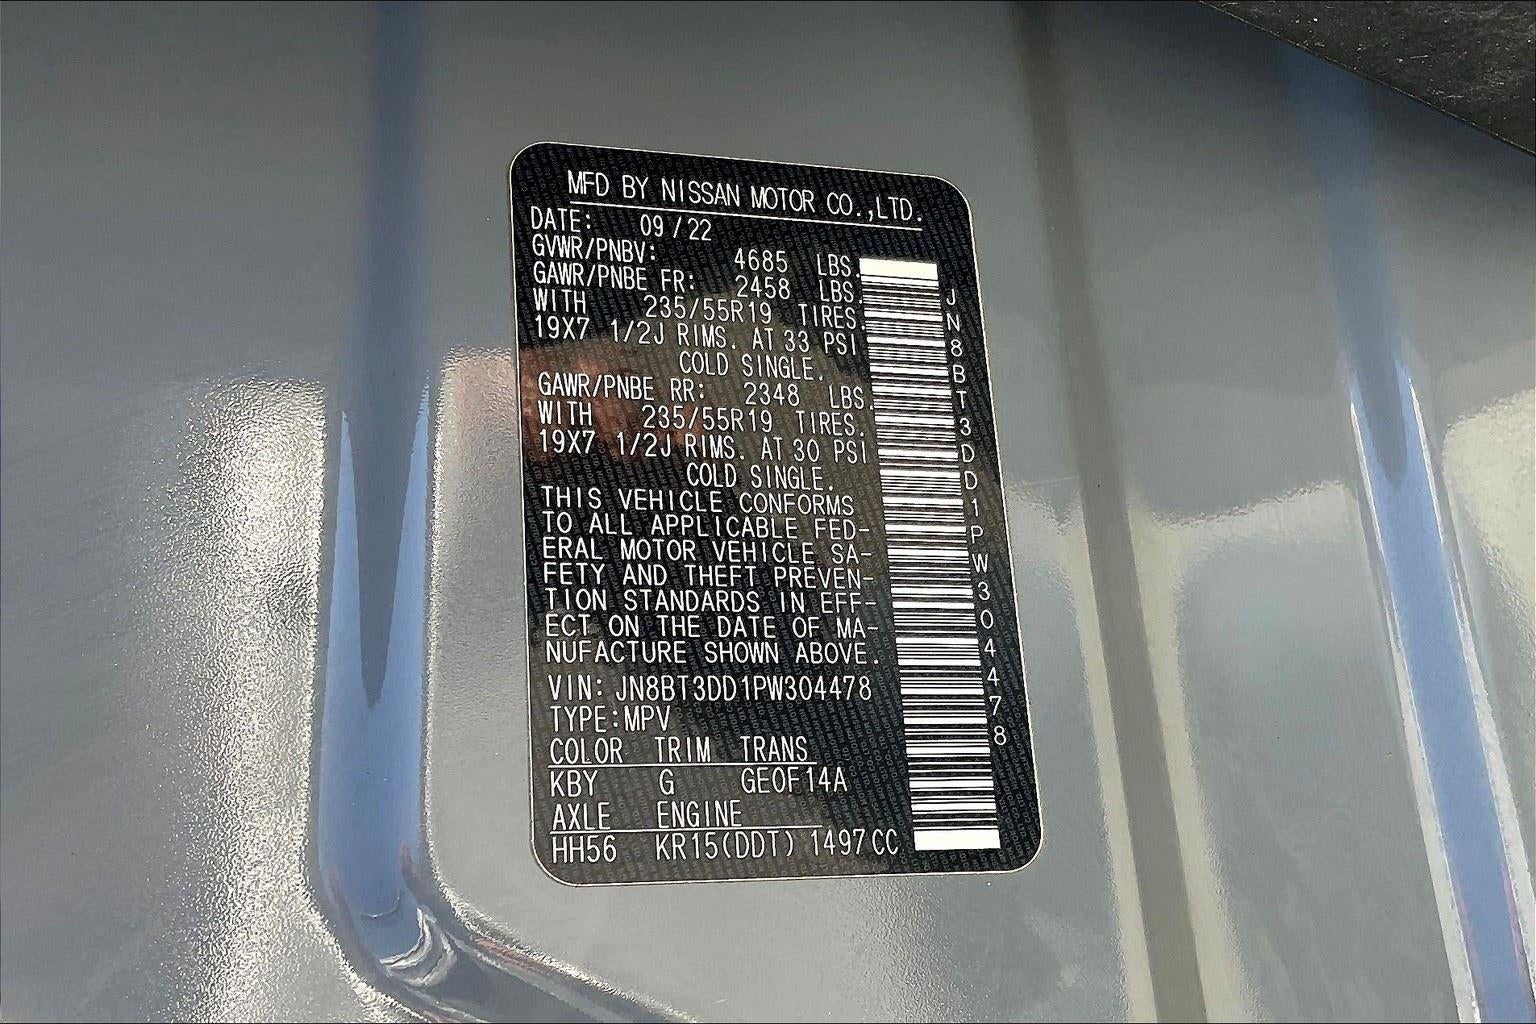 MFD BY NISSAN MOTOR CO.,LTD.
DATE: 09/22
GVWR/PNBV: 4685 LBS.
GAWR/PNBE FR: 2458 LBS
WITH 235/55R19 TIRES.
19X7 1/2J RIMS. AT 33 PSI
COLD SINGLE.
GAWR/PNBE RR: 2348 LBS.
WITH 235/55R19 TIRES.
19X7 1/2J RIMS. AT 30 PSI
COLD SINGLE.
THIS VEHICLE CONFORMS
TO ALL APPLICABLE FED-
ERAL MOTOR VEHICLE SA-
FETY AND THEFT PREVEN-
TION STANDARDS IN EFF-
ECT ON THE DATE OF MA-
NUFACTURE SHOWN ABOVE.
VIN: JN8BT3DD1PW304478
TYPE:MPV
COLOR TRIM TRANS
KBY G GEOF14A
AXLE ENGINE
HH56 KR15(DDT) 1497CC
JN8BT3DD1PW304478